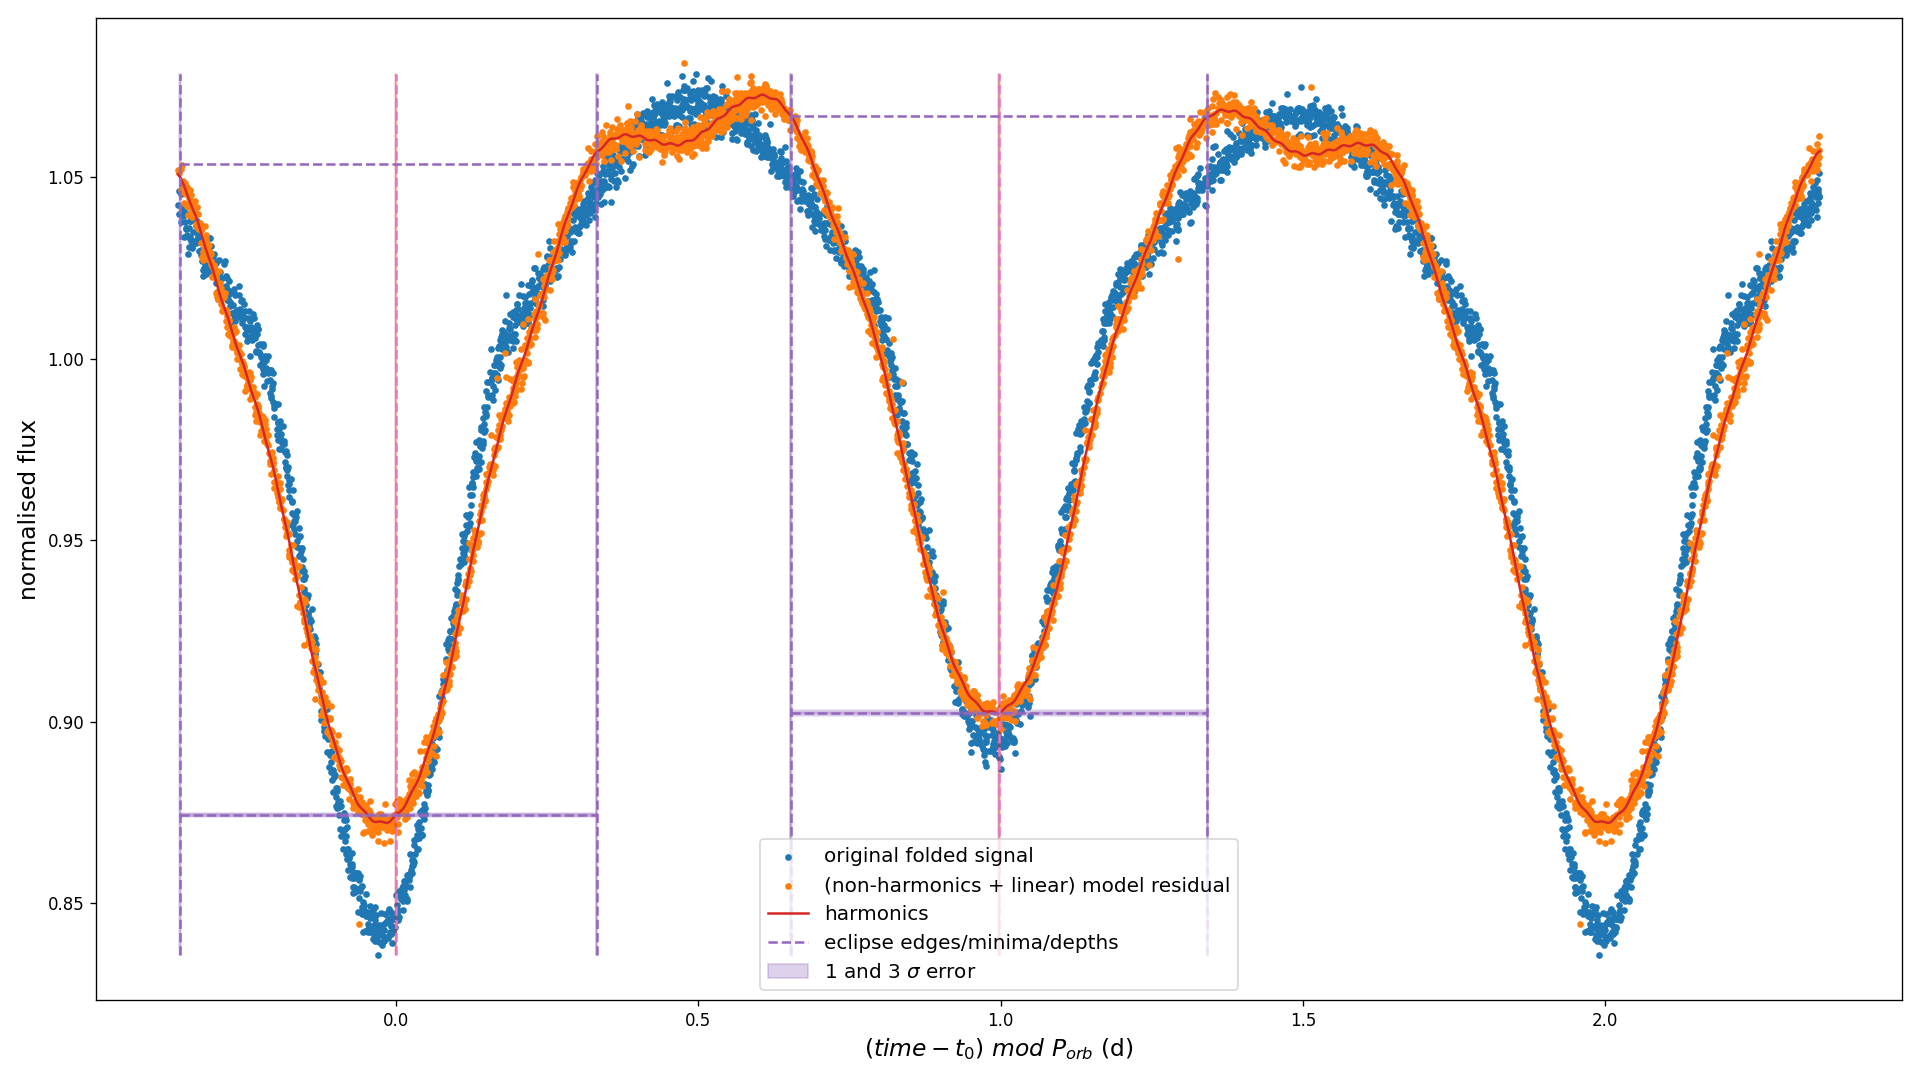 normalised flux
1.05
1.00
0.95
0.90
0.85
original folded signal
(non-harmonics + linear) model residual
harmonics
eclipse edges/minima/depths
1 and 3 σ error
0.0 0.5 1.0 1.5 2.0
(time − t₀) mod Pₒᵣb (d)